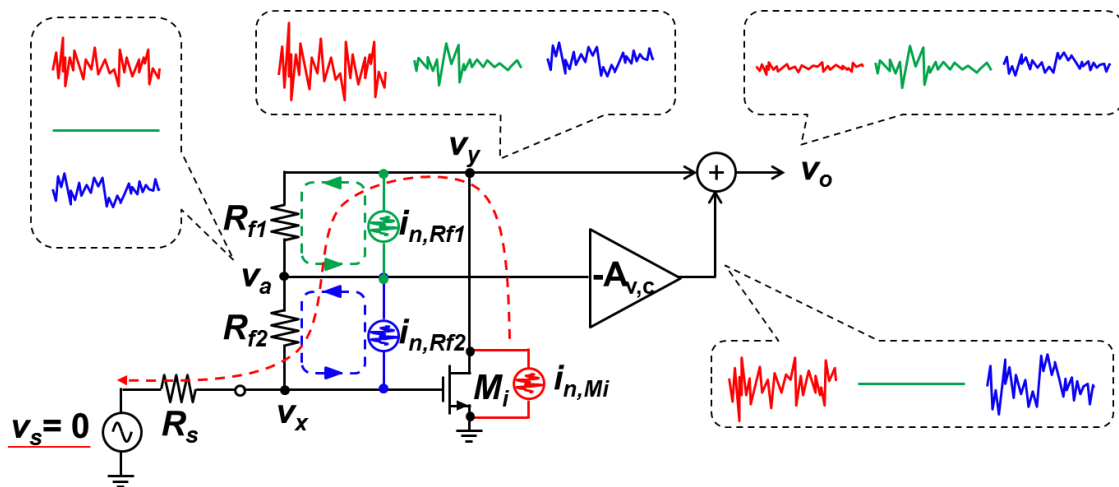 v_y
+
v_o
R_f1
i_n,Rf1
v_a
-A_v,c
R_f2
i_n,Rf2
M_i
i_n,Mi
v_s = 0
R_s
v_x